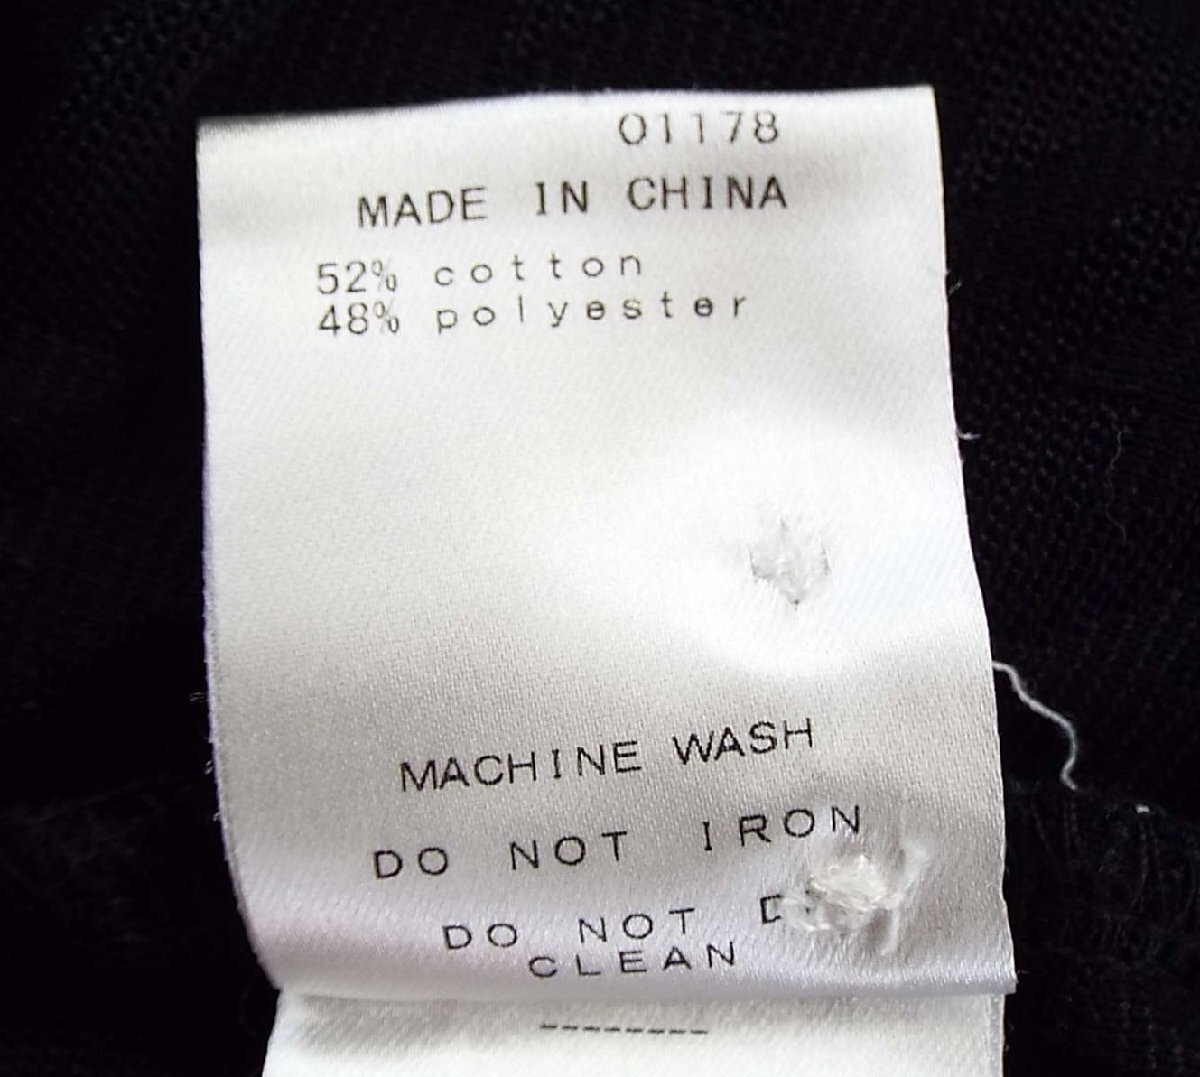 01178
MADE IN CHINA
52% cotton
48% polyester
MACHINE WASH
DO NOT IRON
DO NOT
CLEAN
--------